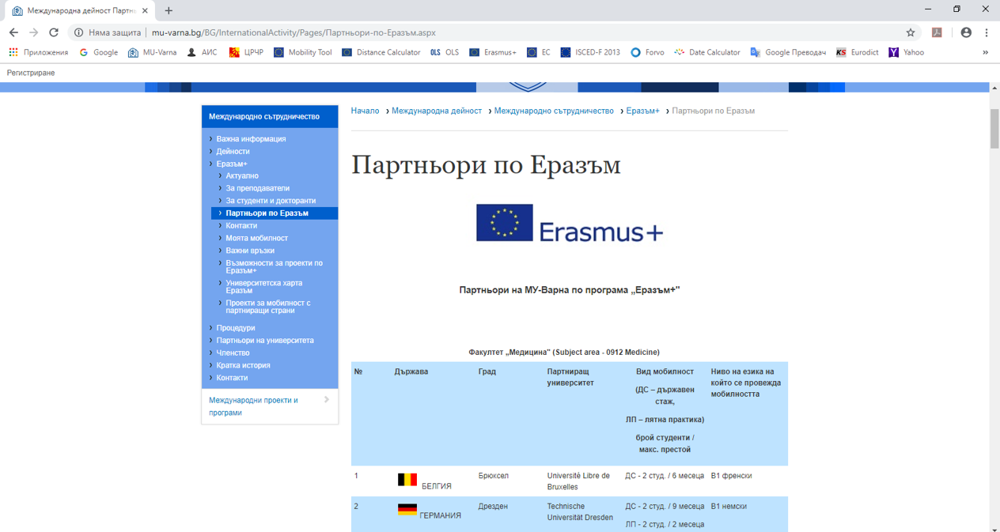 Международна дейност Партнь
Няма защита | mu-varna.bg/BG/InternationalActivity/Pages/Партньори-по-Еразъм.aspx
Приложения Google MU-Varna АИС ЦРЧР Mobility Tool Distance Calculator OLS OLS Erasmus+ EC ISCED-F 2013 Forvo Date Calculator Google Преводач KS Eurodict Yahoo »
Регистриране
Международно сътрудничество
Важна информация
Дейности
Еразъм+
Актуално
За преподаватели
За студенти и докторанти
Партньори по Еразъм
Контакти
Моята мобилност
Важни връзки
Възможности за проекти по
Еразъм+
Университетска харта
Еразъм
Проекти за мобилност с
партниращи страни
Процедури
Партньори на университета
Членство
Кратка история
Контакти
Международни проекти и
програми
Начало › Международна дейност › Международно сътрудничество › Еразъм+ › Партньори по Еразъм
Партньори по Еразъм
Erasmus+
Партньори на МУ-Варна по програма „Еразъм+"
Факултет „Медицина" (Subject area - 0912 Medicine)
№ Държава Град Партниращ университет Вид мобилност Ниво на езика на
който се провежда
мобилността
(ДС – държавен
стаж,
ЛП – лятна практика)
брой студенти /
макс. престой
1 БЕЛГИЯ Брюксел Université Libre de
Bruxelles ДС - 2 студ. / 6 месеца В1 френски
2 ГЕРМАНИЯ Дрезден Technische
Universität Dresden ДС - 2 студ. / 9 месеца В1 немски
ЛП - 2 студ. / 2 месеца